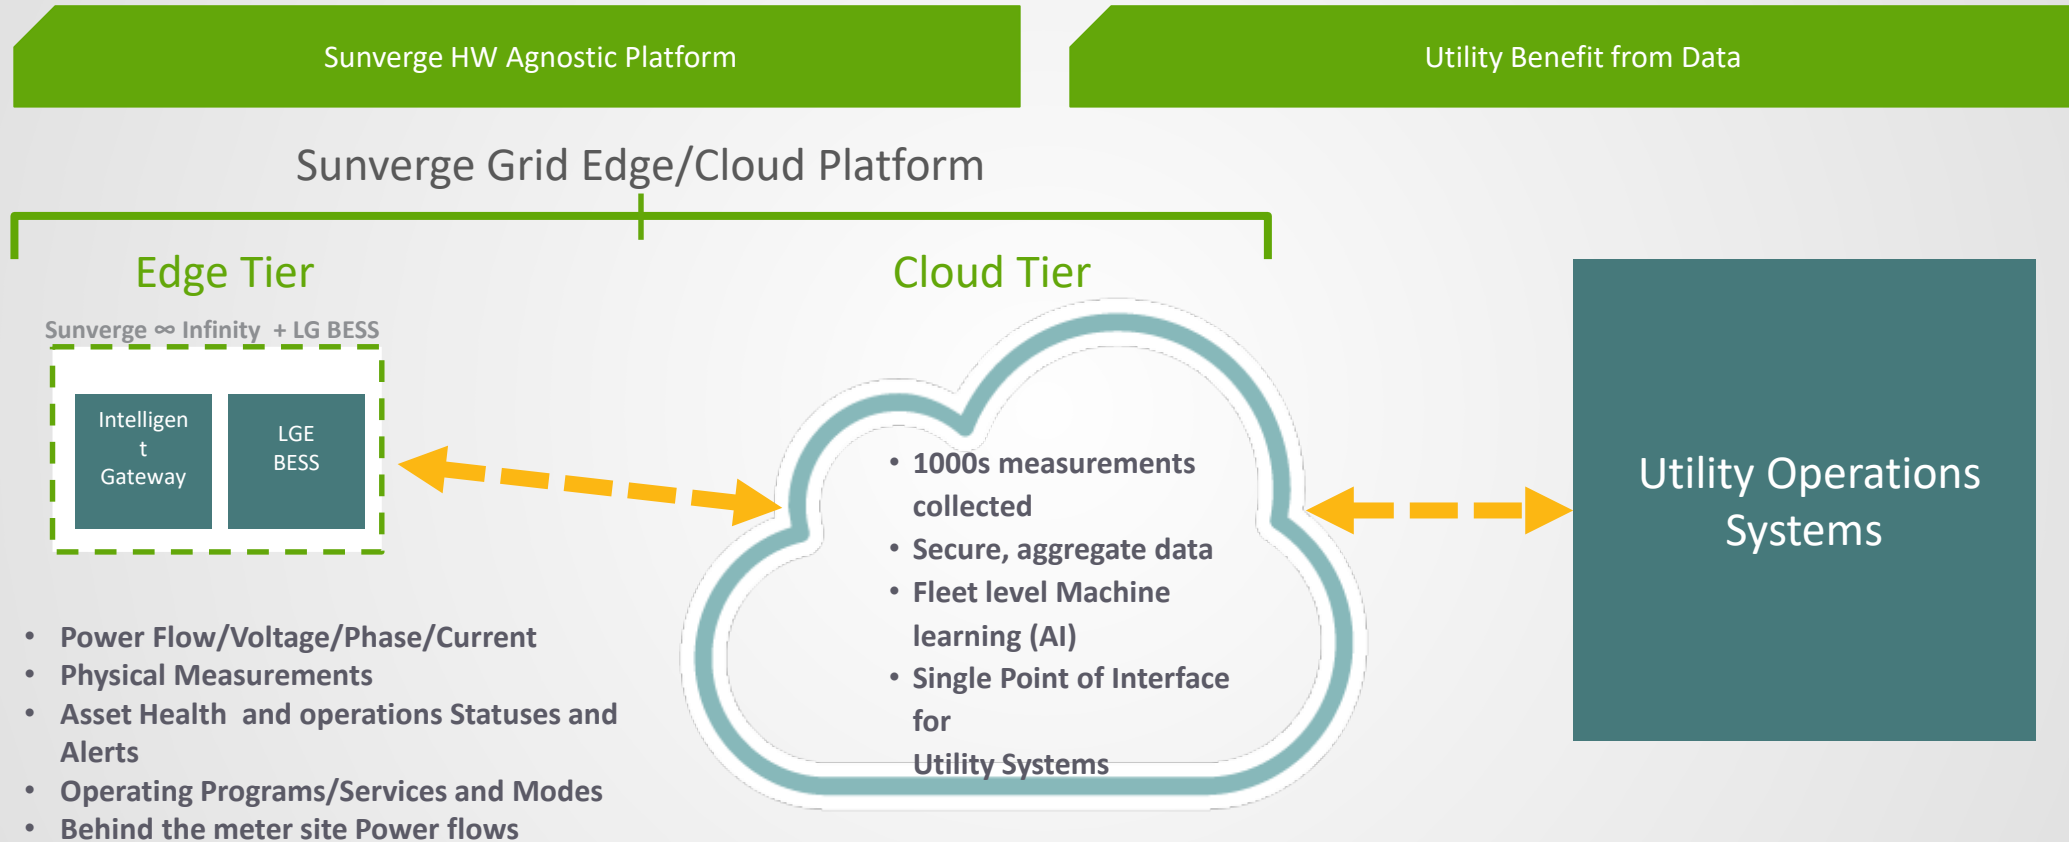 Sunverge HW Agnostic Platform
Utility Benefit from Data
Sunverge Grid Edge/Cloud Platform
Edge Tier
Cloud Tier
Sunverge ∞ Infinity + LG BESS
Intelligen
t
Gateway
LGE
BESS
• Power Flow/Voltage/Phase/Current
• Physical Measurements
• Asset Health and operations Statuses and
Alerts
• Operating Programs/Services and Modes
• Behind the meter site Power flows
• 1000s measurements
collected
• Secure, aggregate data
• Fleet level Machine
learning (AI)
• Single Point of Interface
for
Utility Systems
Utility Operations
Systems